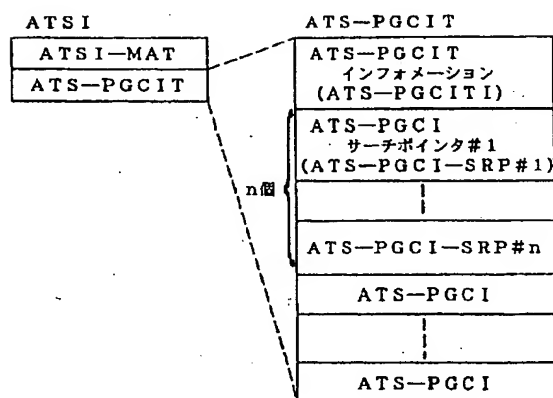 ATSI
ATSI-MAT
ATS-PGCIT
ATS-PGCIT
ATS-PGCIT
インフォメーション
(ATS-PGCITI)
ATS-PGCI
サーチポインタ#1
(ATS-PGCI-SRP#1)
n個
ATS-PGCI-SRP#n
ATS-PGCI
ATS-PGCI